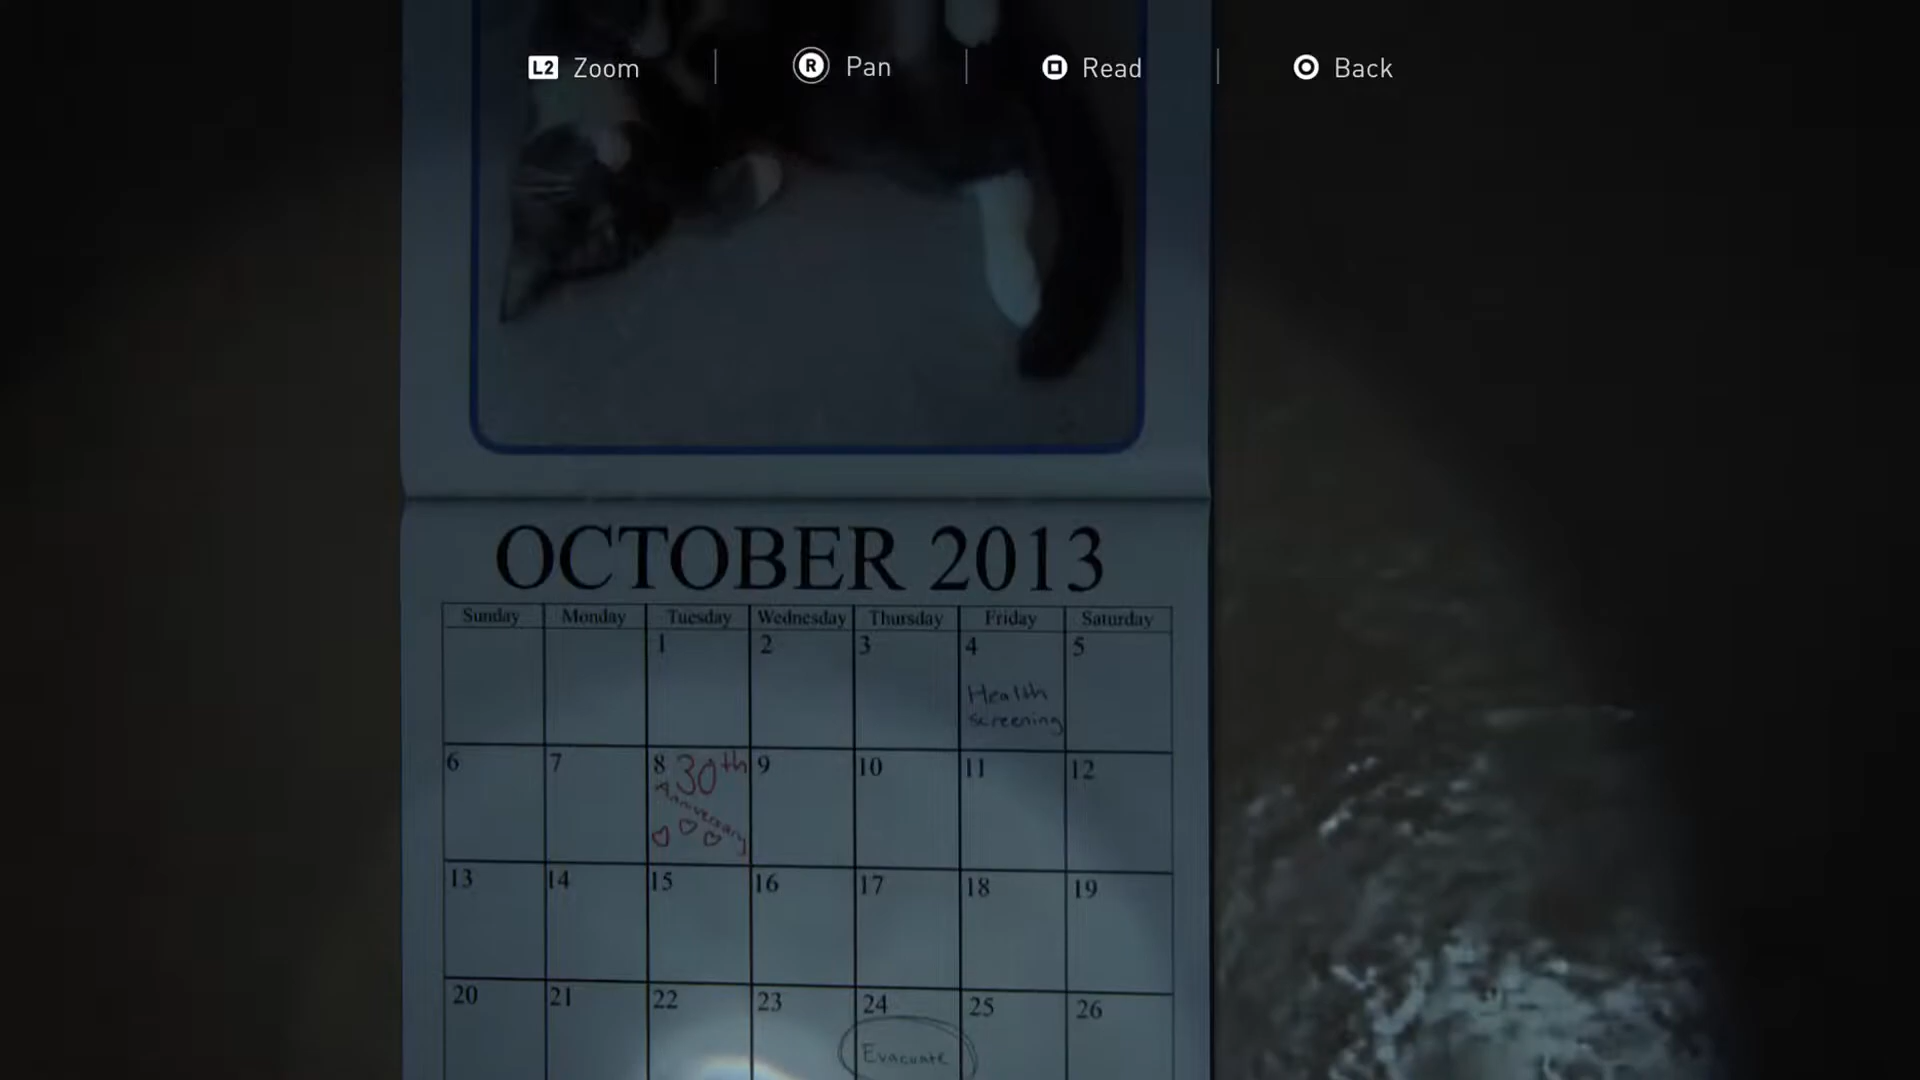 L2 Zoom
R Pan
Read
Back
OCTOBER 2013
Sunday Monday Tuesday Wednesday Thursday Friday Saturday
1 2 3 4 5
Health
screening
6 7 8 9 10 11 12
30th
Anniversary
13 14 15 16 17 18 19
20 21 22 23 24 25 26
Evacuate